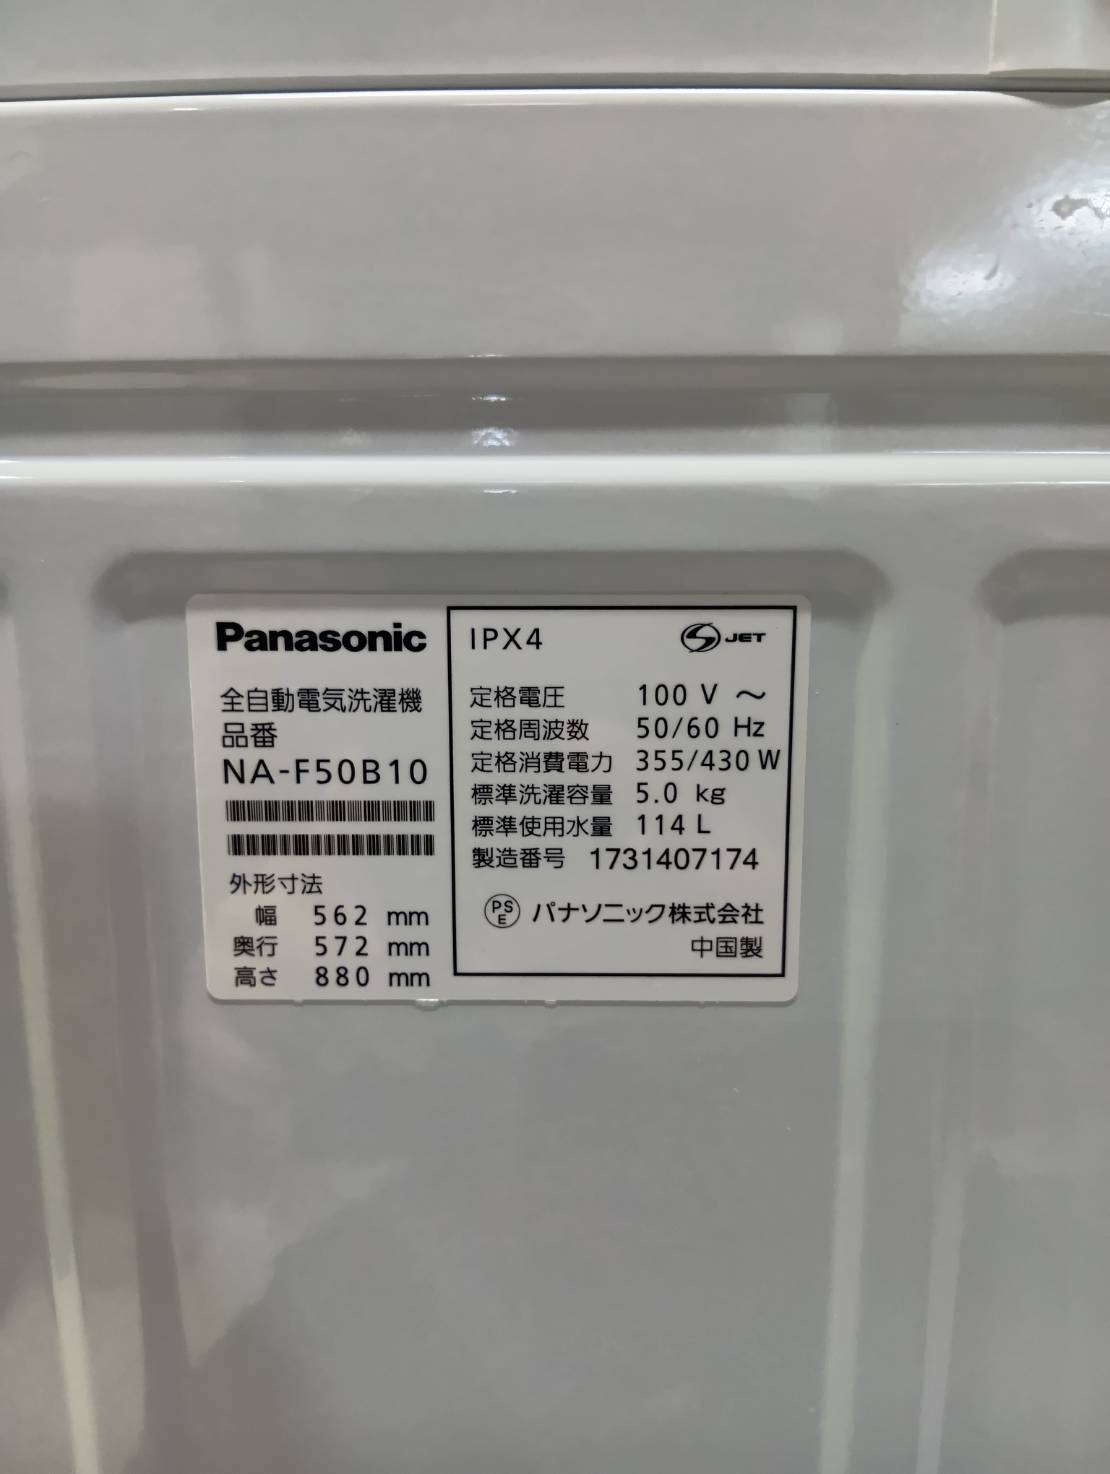 Panasonic
全自動電気洗濯機
品番
NA-F50B10
外形寸法
幅 562 mm
奥行 572 mm
高さ 880 mm
IPX4
S JET
定格電圧 100 V ～
定格周波数 50/60 Hz
定格消費電力 355/430 W
標準洗濯容量 5.0 kg
標準使用水量 114 L
製造番号 1731407174
PSE パナソニック株式会社
中国製